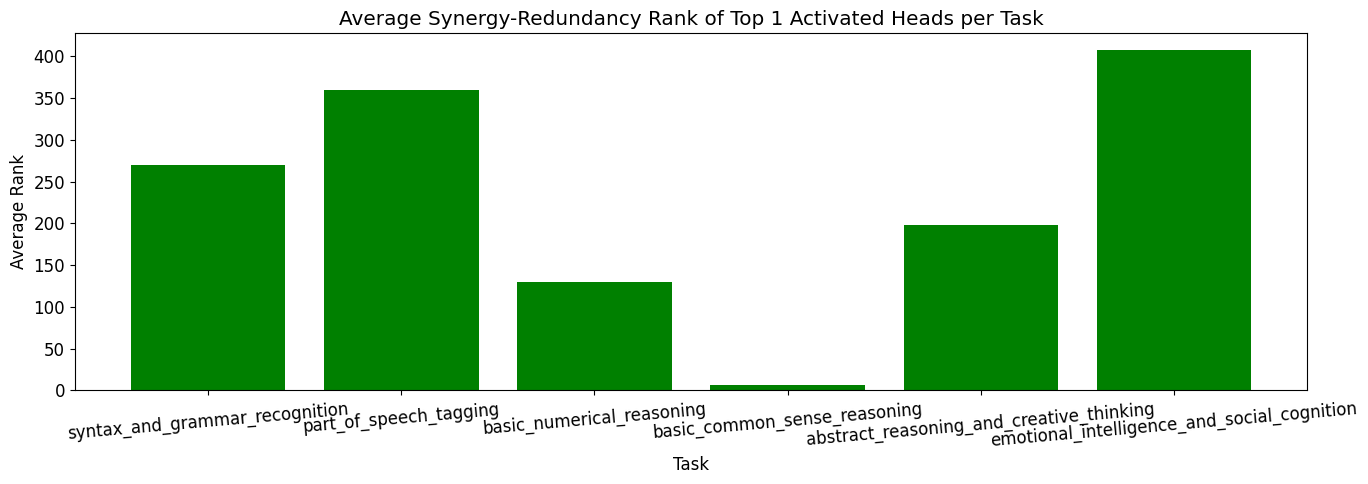 Average Synergy-Redundancy Rank of Top 1 Activated Heads per Task
Average Rank
400
350
300
250
200
150
100
50
0
syntax_and_grammar_recognition
part_of_speech_tagging
basic_numerical_reasoning
basic_common_sense_reasoning
abstract_reasoning_and_creative_thinking
emotional_intelligence_and_social_cognition
Task